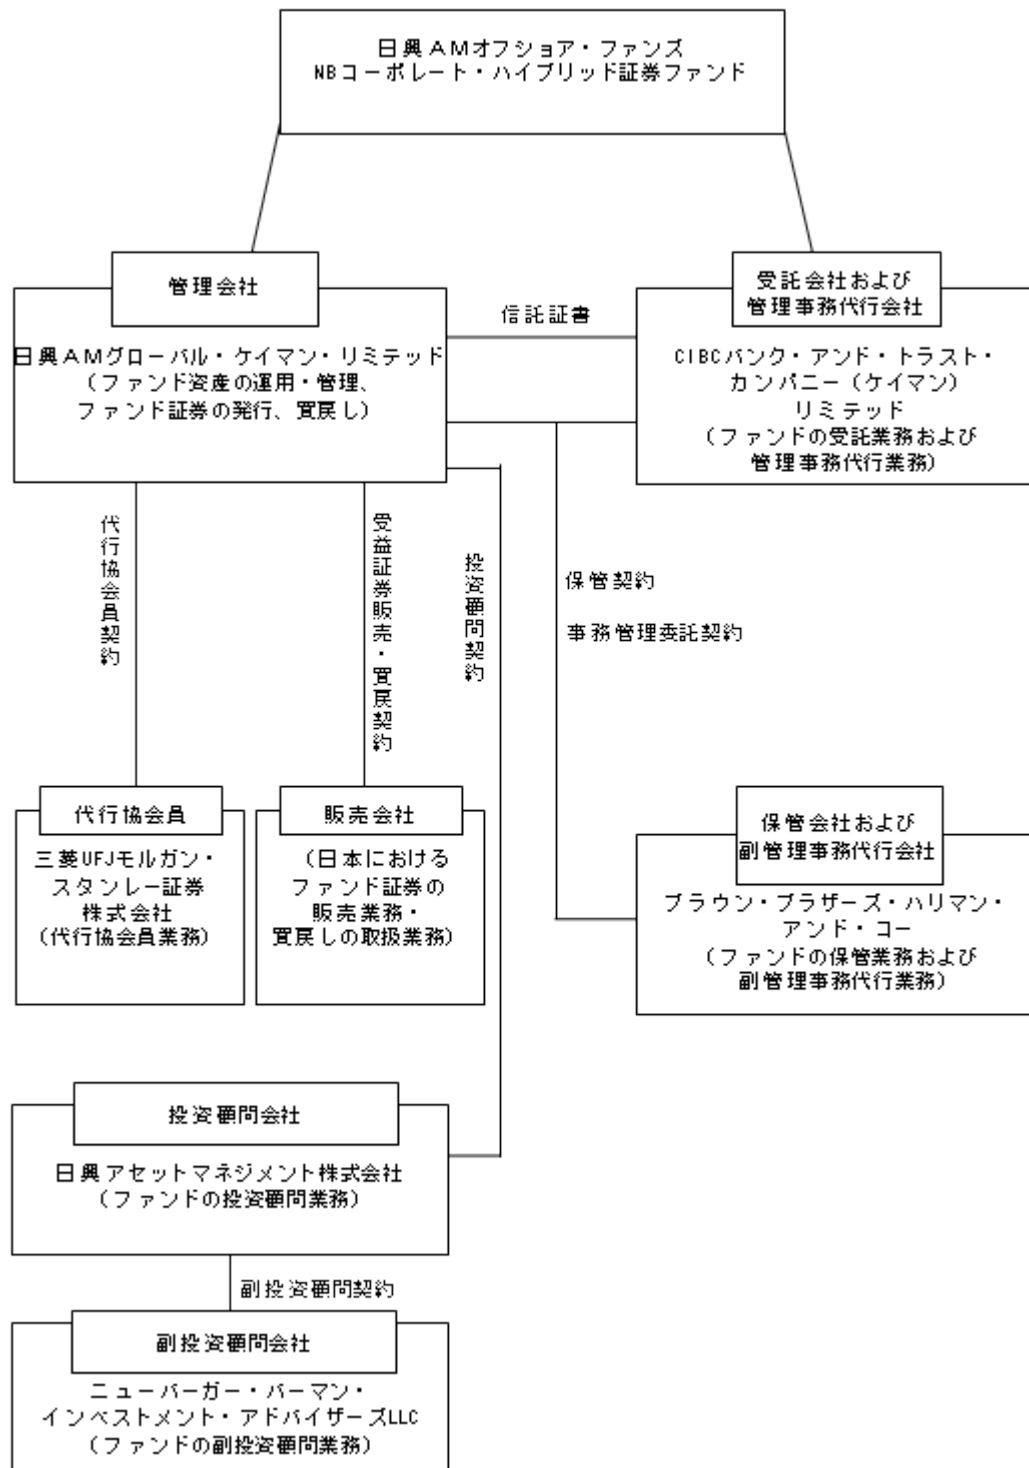 日興AMオフショア・ファンズ
NBコーポレート・ハイブリッド証券ファンド
管理会社
日興AMグローバル・ケイマン・リミテッド
（ファンド資産の運用・管理、
ファンド証券の発行、買戻し）
信託証書
受託会社および
管理事務代行会社
CIBCバンク・アンド・トラスト・
カンパニー（ケイマン）
リミテッド
（ファンドの受託業務および
管理事務代行業務）
代行協会員契約
受益証券販売・買戻契約
投資顧問契約
保管契約
事務管理委託契約
代行協会員
三菱UFJモルガン・
スタンレー証券
株式会社
（代行協会員業務）
販売会社
（日本における
ファンド証券の
販売業務・
買戻しの取扱業務）
保管会社および
副管理事務代行会社
ブラウン・ブラザーズ・ハリマン・
アンド・コー
（ファンドの保管業務および
副管理事務代行業務）
投資顧問会社
日興アセットマネジメント株式会社
（ファンドの投資顧問業務）
副投資顧問契約
副投資顧問会社
ニューバーガー・バーマン・
インベストメント・アドバイザーズLLC
（ファンドの副投資顧問業務）